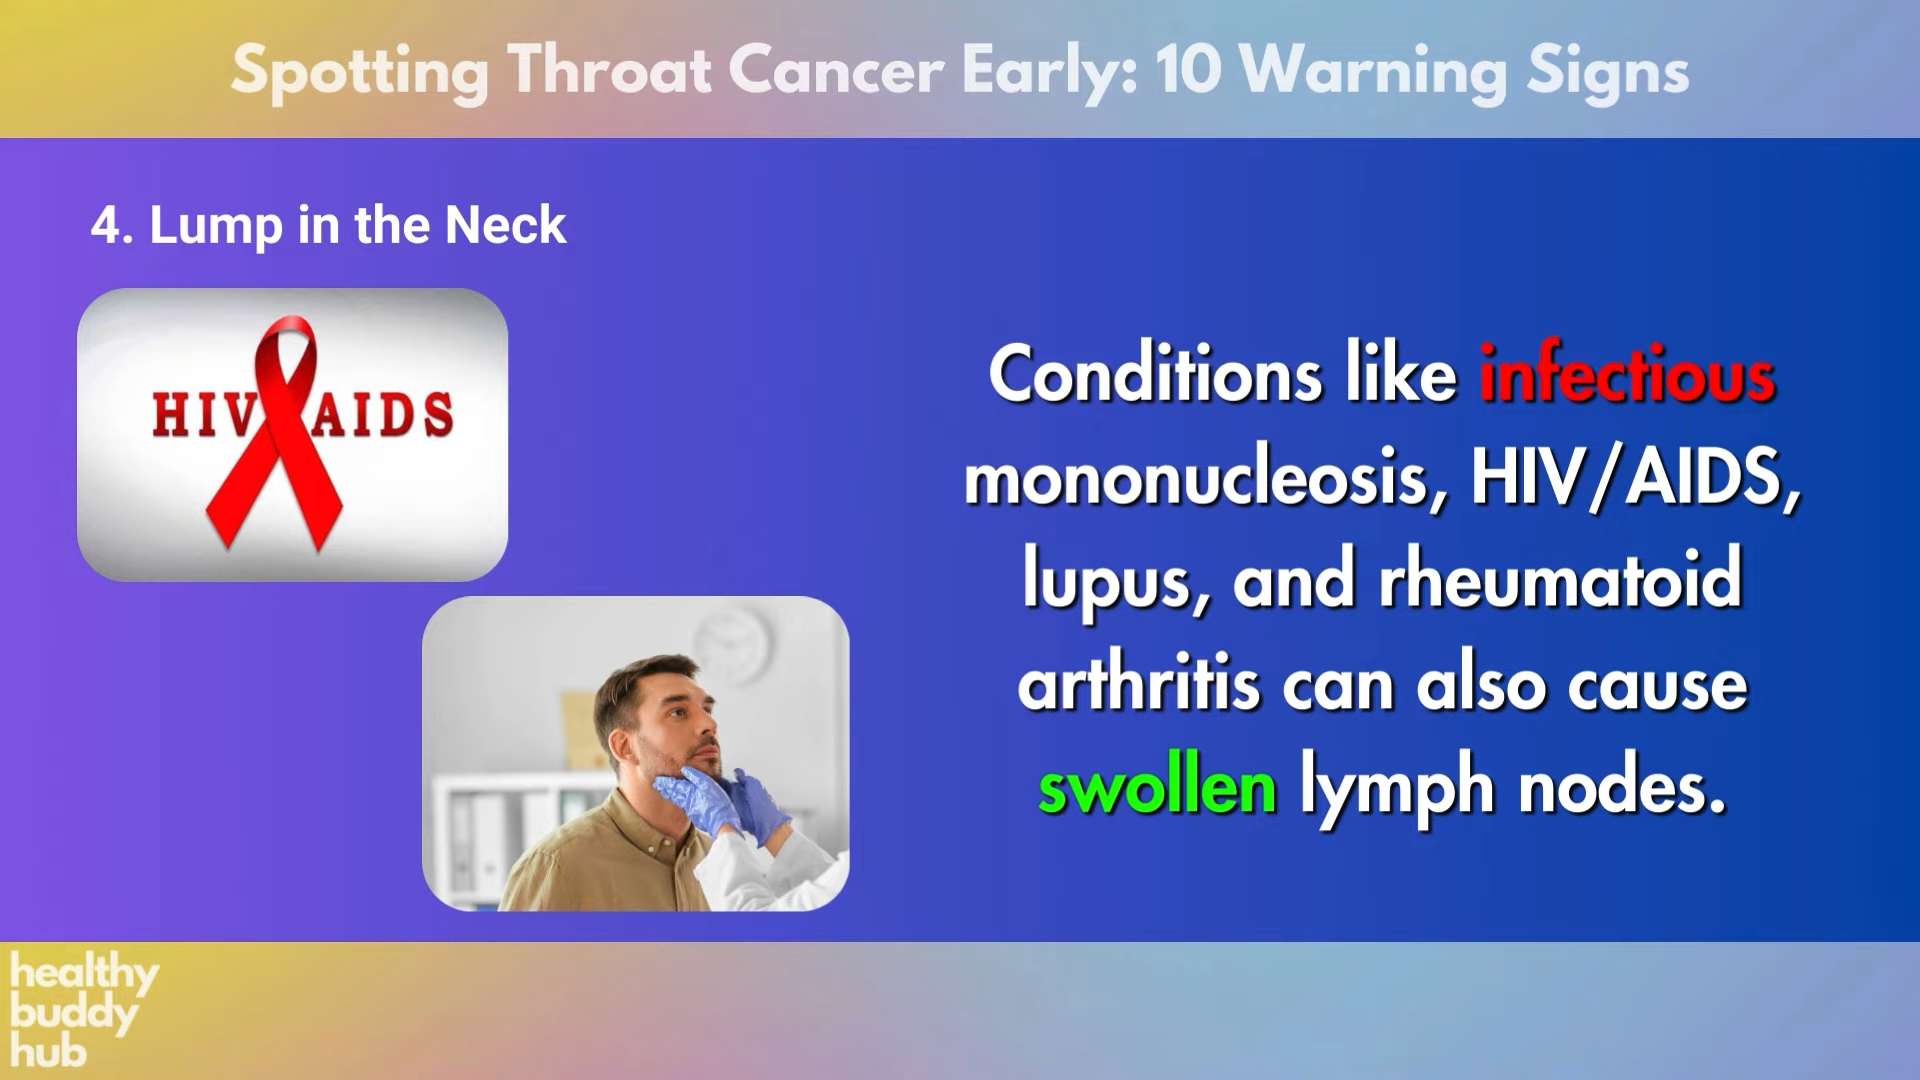 Spotting Throat Cancer Early: 10 Warning Signs
4. Lump in the Neck
HIV AIDS
Conditions like infectious
mononucleosis, HIV/AIDS,
lupus, and rheumatoid
arthritis can also cause
swollen lymph nodes.
healthy
buddy
hub